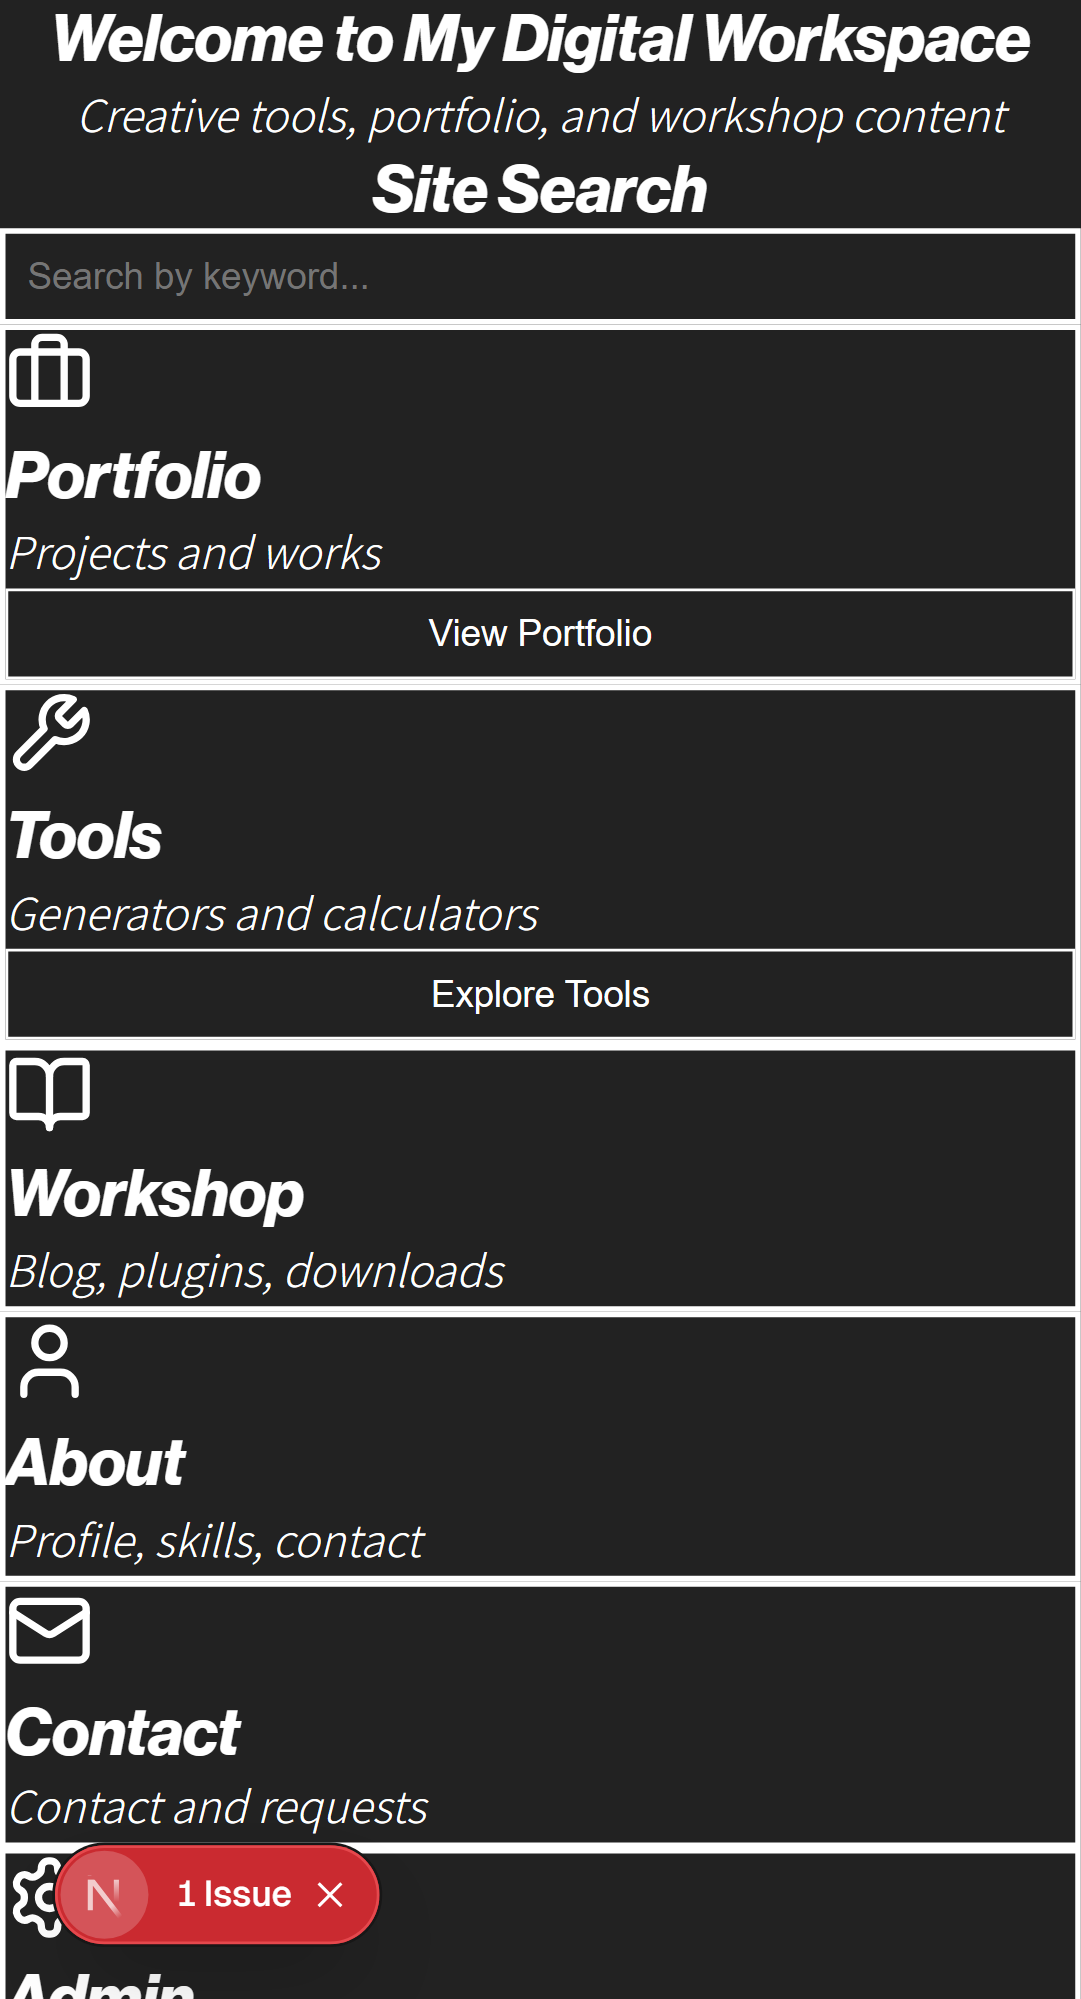 Welcome to My Digital Workspace
Creative tools, portfolio, and workshop content
Site Search
Search by keyword...
Portfolio
Projects and works
View Portfolio
Tools
Generators and calculators
Explore Tools
Workshop
Blog, plugins, downloads
About
Profile, skills, contact
Contact
Contact and requests
N 1 Issue
Admin